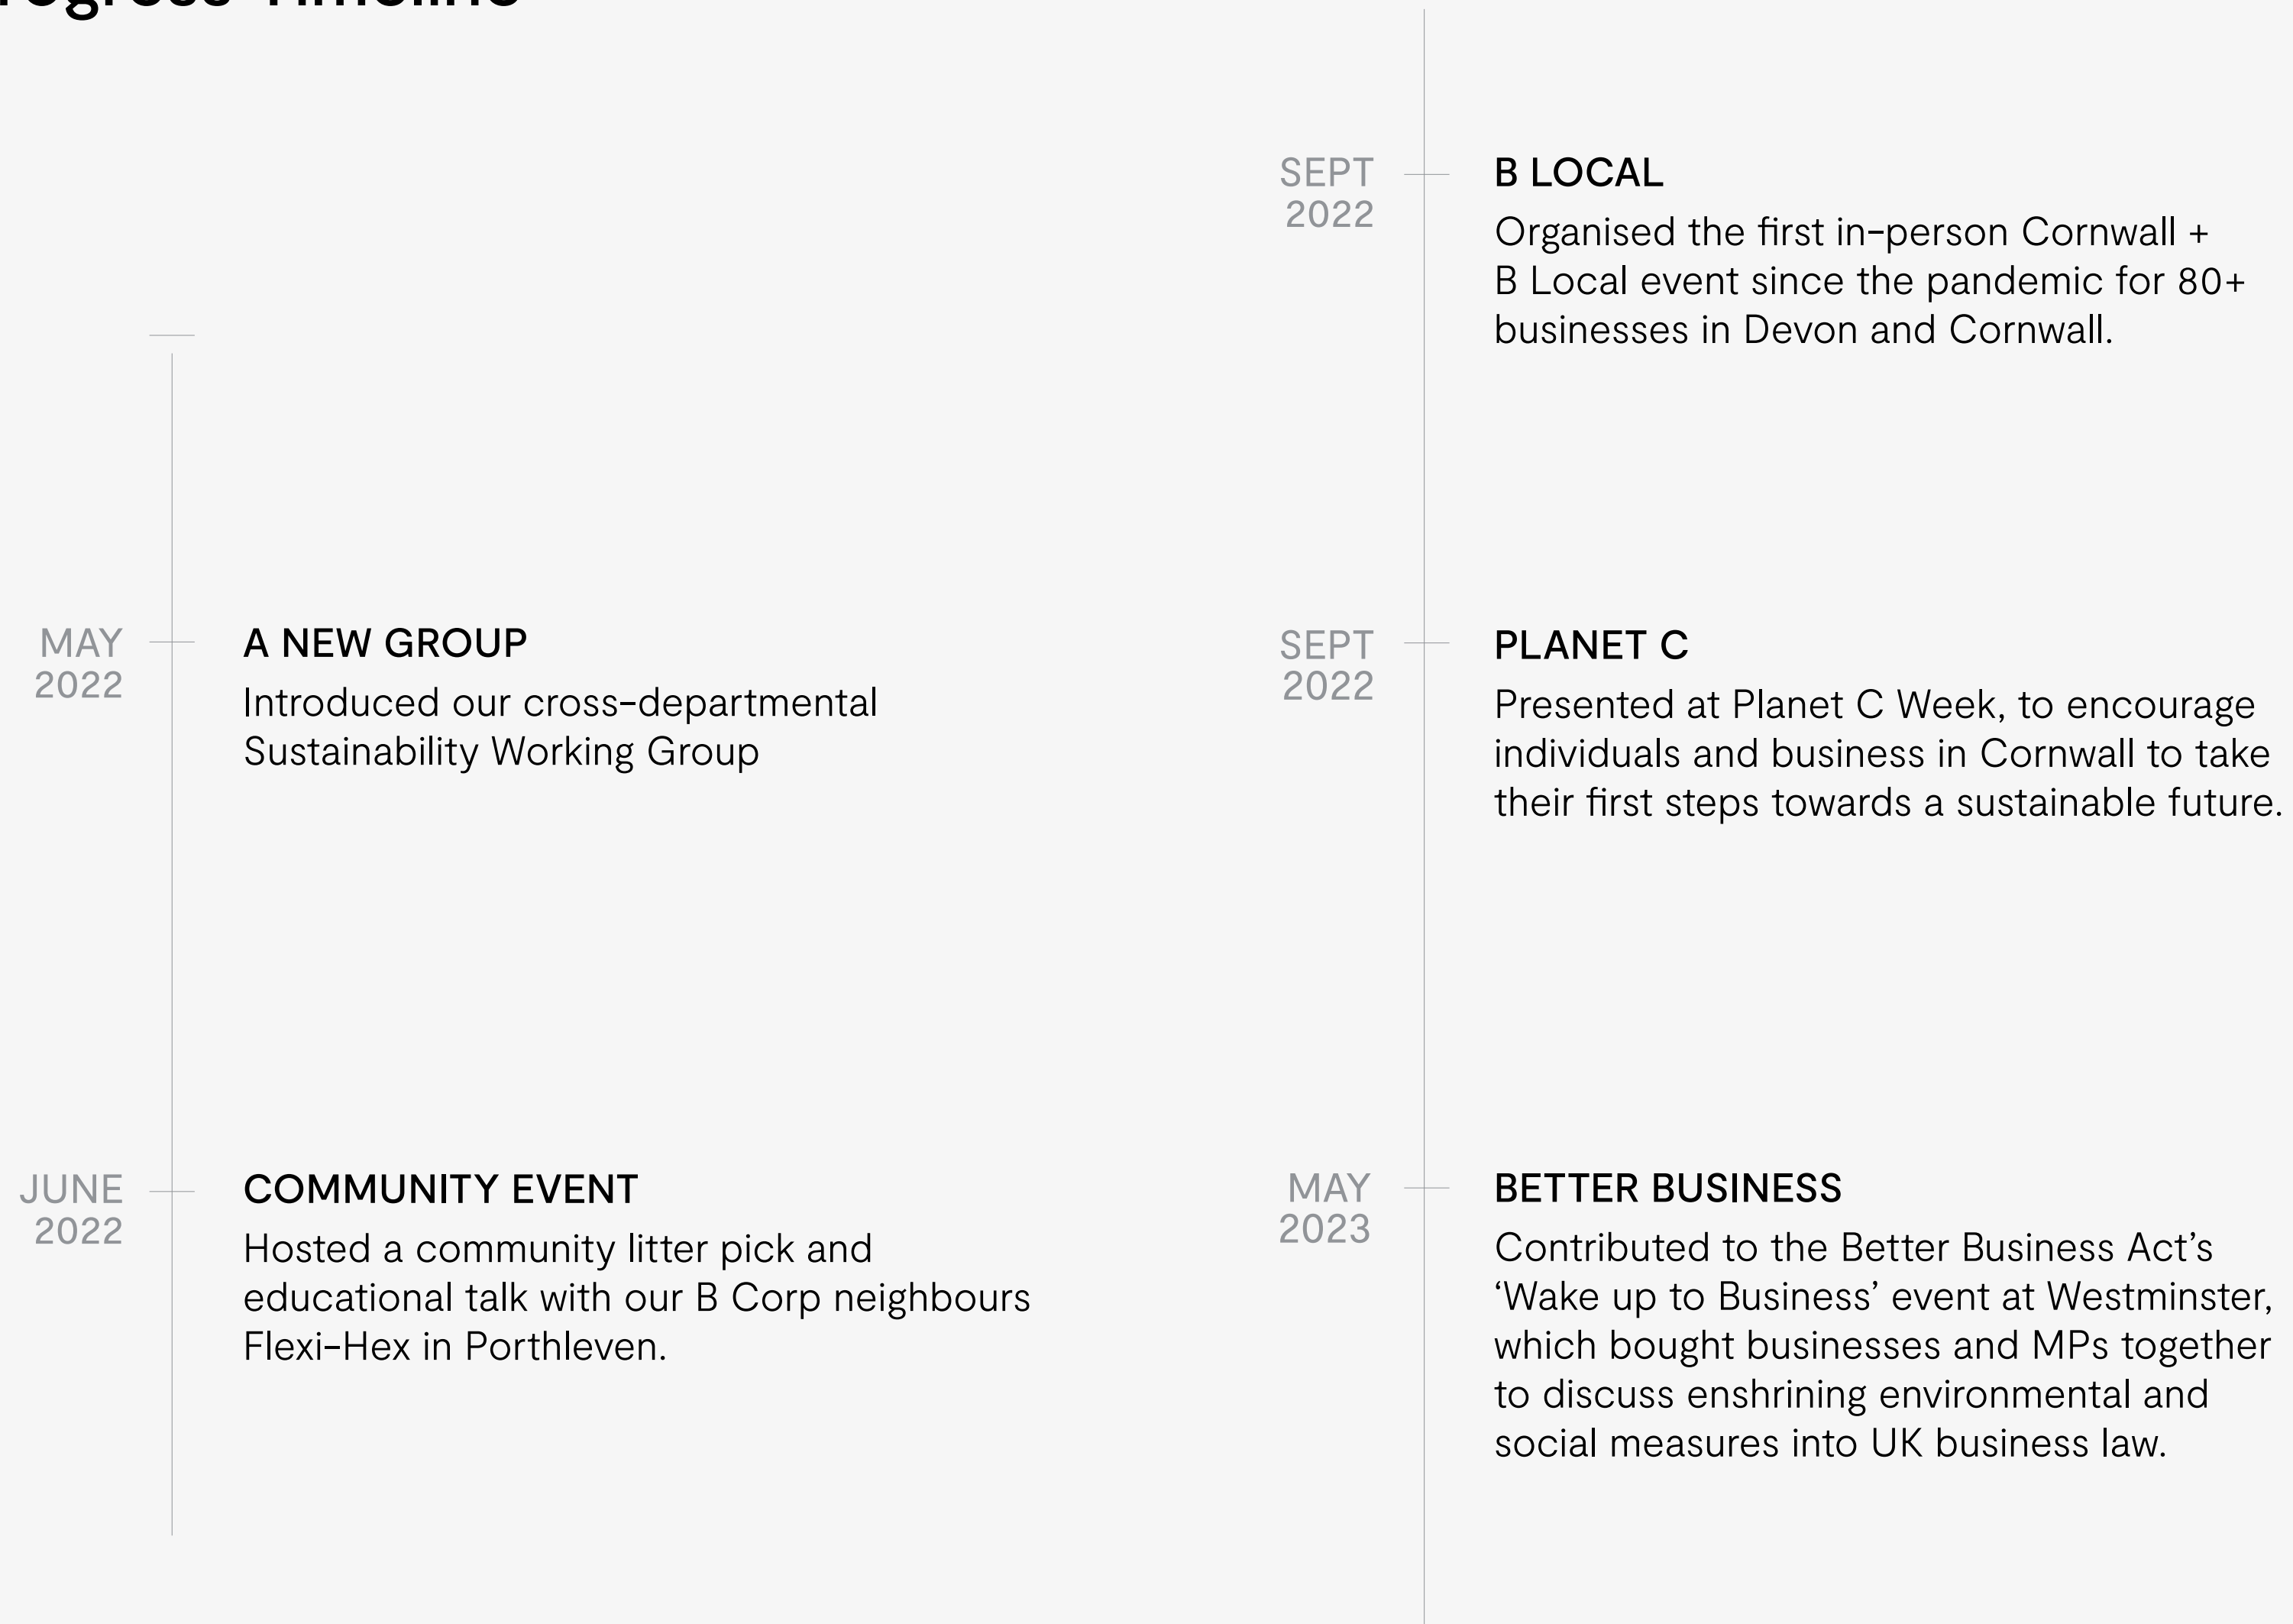 MAY
2022
A NEW GROUP
Introduced our cross-departmental
Sustainability Working Group
JUNE
2022
COMMUNITY EVENT
Hosted a community litter pick and
educational talk with our B Corp neighbours
Flexi-Hex in Porthleven.
SEPT
2022
B LOCAL
Organised the first in-person Cornwall +
B Local event since the pandemic for 80+
businesses in Devon and Cornwall.
SEPT
2022
PLANET C
Presented at Planet C Week, to encourage
individuals and business in Cornwall to take
their first steps towards a sustainable future.
MAY
2023
BETTER BUSINESS
Contributed to the Better Business Act’s
‘Wake up to Business’ event at Westminster,
which bought businesses and MPs together
to discuss enshrining environmental and
social measures into UK business law.